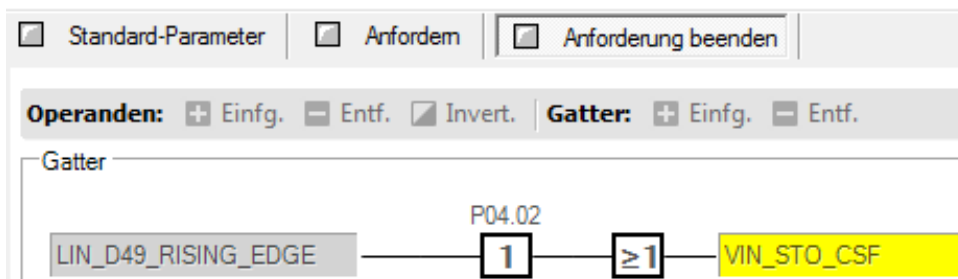 Standard-Parameter Anfordern Anforderung beenden
Operanden: Einfg. Entf. Invert. Gatter: Einfg. Entf.
Gatter
P04.02
LIN_D49_RISING_EDGE 1 ≥1 VIN_STO_CSF